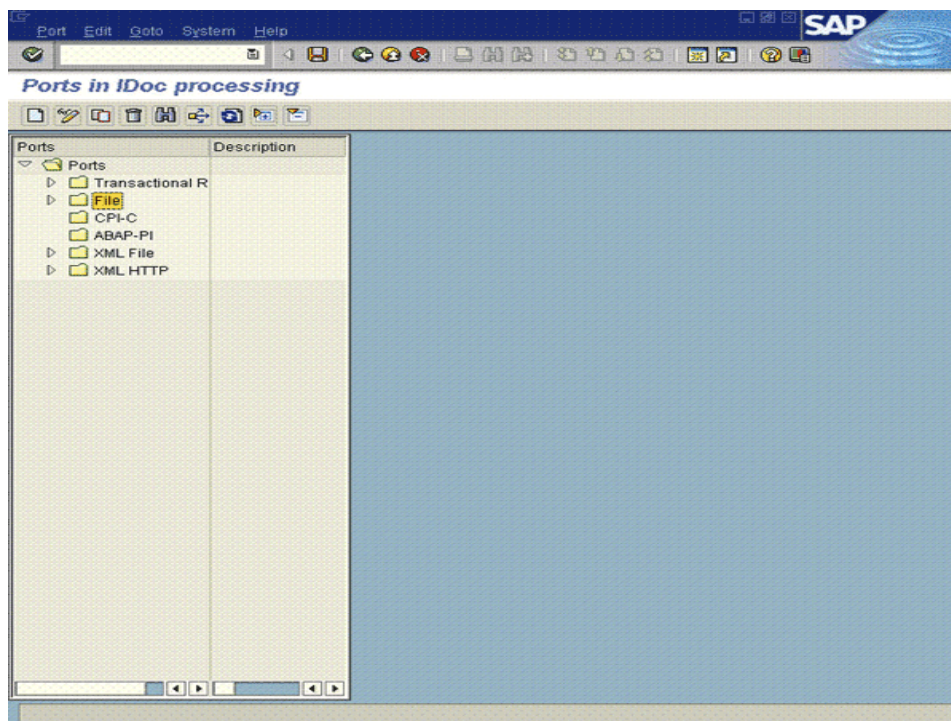 Port Edit Goto System Help
SAP
Ports in IDoc processing
Ports Description
Ports
Transactional R
File
CPI-C
ABAP-PI
XML File
XML HTTP